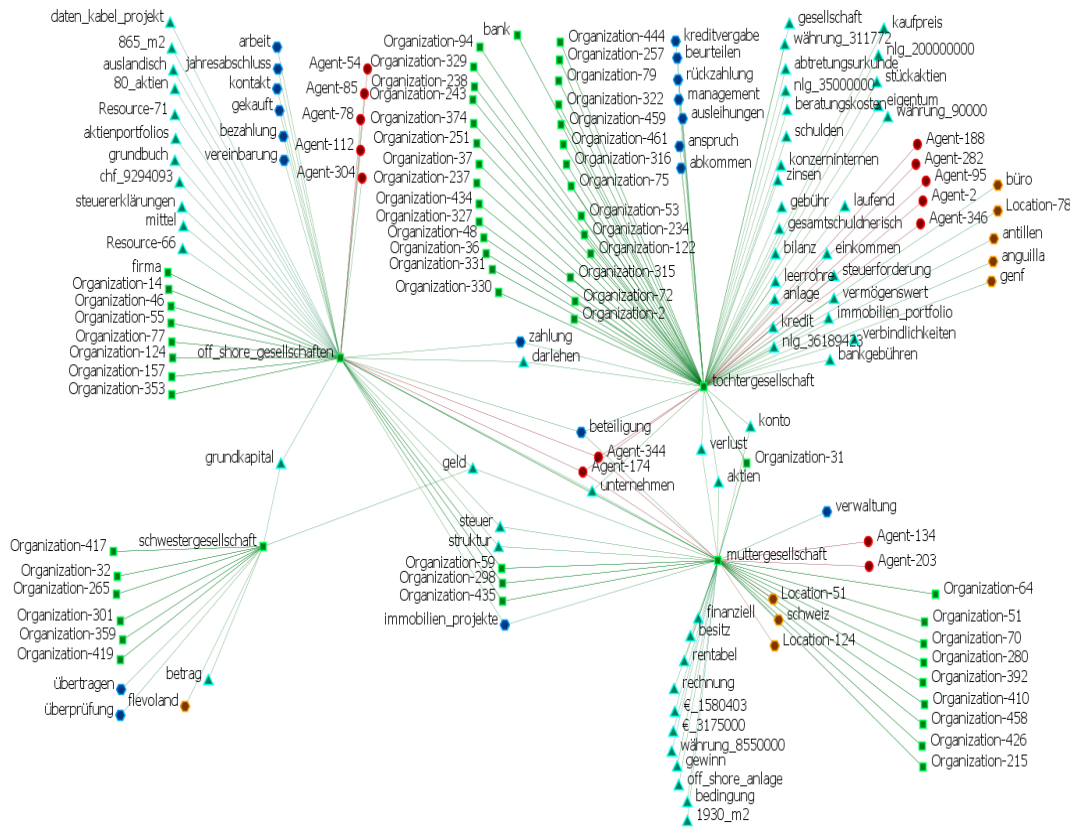 daten_kabel_projekt
865_m2
auslandisch
80_aktien
Resource-71
aktienportfolios
grundbuch
chf_9294093
steuererklärungen
mittel
Resource-66
firma
Organization-14
Organization-46
Organization-55
Organization-77
Organization-124
Organization-157
Organization-353
arbeit
jahresabschluss
kontakt
gekauft
bezahlung
vereinbarung
Agent-54
Agent-85
Agent-78
Agent-112
Agent-304
off_shore_gesellschaften
bank
Organization-94
Organization-329
Organization-238
Organization-243
Organization-374
Organization-251
Organization-37
Organization-237
Organization-434
Organization-327
Organization-48
Organization-36
Organization-331
Organization-330
Organization-444
Organization-257
Organization-79
Organization-322
Organization-459
Organization-461
Organization-316
Organization-75
Organization-53
Organization-234
Organization-122
Organization-315
Organization-72
Organization-2
kreditvergabe
beurteilen
rückzahlung
management
ausleihungen
anspruch
abkommen
gesellschaft
währung_311772
abtretungsurkunde
nlg_35000000
beratungskosten
schulden
konzerninternen
zinsen
gebühr
gesamtschuldnerisch
bilanz
leerrohre
anlage
kredit
nlg_36189423
kaufpreis
nlg_200000000
stückaktien
eigentum
währung_90000
laufend
einkommen
steuerforderung
vermögenswert
immobilien_portfolio
verbindlichkeiten
bankgebühren
Agent-188
Agent-282
Agent-95
Agent-2
Agent-346
büro
Location-78
antillen
anguilla
genf
zahlung
darlehen
tochtergesellschaft
beteiligung
Agent-344
Agent-174
unternehmen
konto
verlust
Organization-31
aktien
grundkapital
geld
schwestergesellschaft
Organization-417
Organization-32
Organization-265
Organization-301
Organization-359
Organization-419
übertragen
überprüfung
betrag
flevoland
steuer
struktur
Organization-59
Organization-298
Organization-435
immobilien_projekte
muttergesellschaft
verwaltung
Agent-134
Agent-203
Location-51
schweiz
Location-124
Organization-64
Organization-51
Organization-70
Organization-280
Organization-392
Organization-410
Organization-458
Organization-426
Organization-215
finanziell
besitz
rentabel
rechnung
€_1580403
€_3175000
währung_8550000
gewinn
off_shore_anlage
bedingung
1930_m2